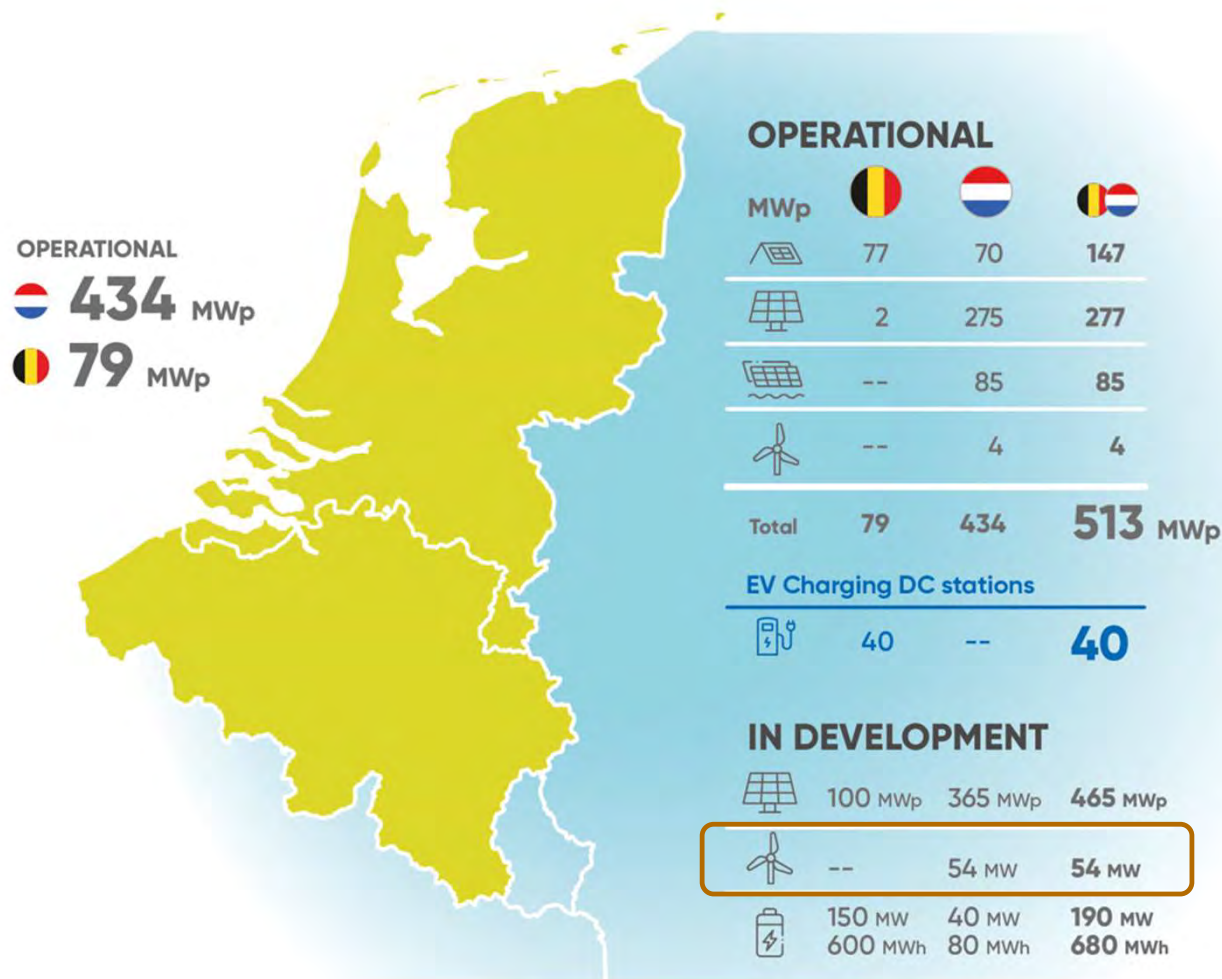 OPERATIONAL
434 MWp
79 MWp
OPERATIONAL
MWp
77 70 147
2 275 277
-- 85 85
-- 4 4
Total 79 434 513 MWp
EV Charging DC stations
40 -- 40
IN DEVELOPMENT
100 MWp 365 MWp 465 MWp
-- 54 MW 54 MW
150 MW 40 MW 190 MW
600 MWh 80 MWh 680 MWh